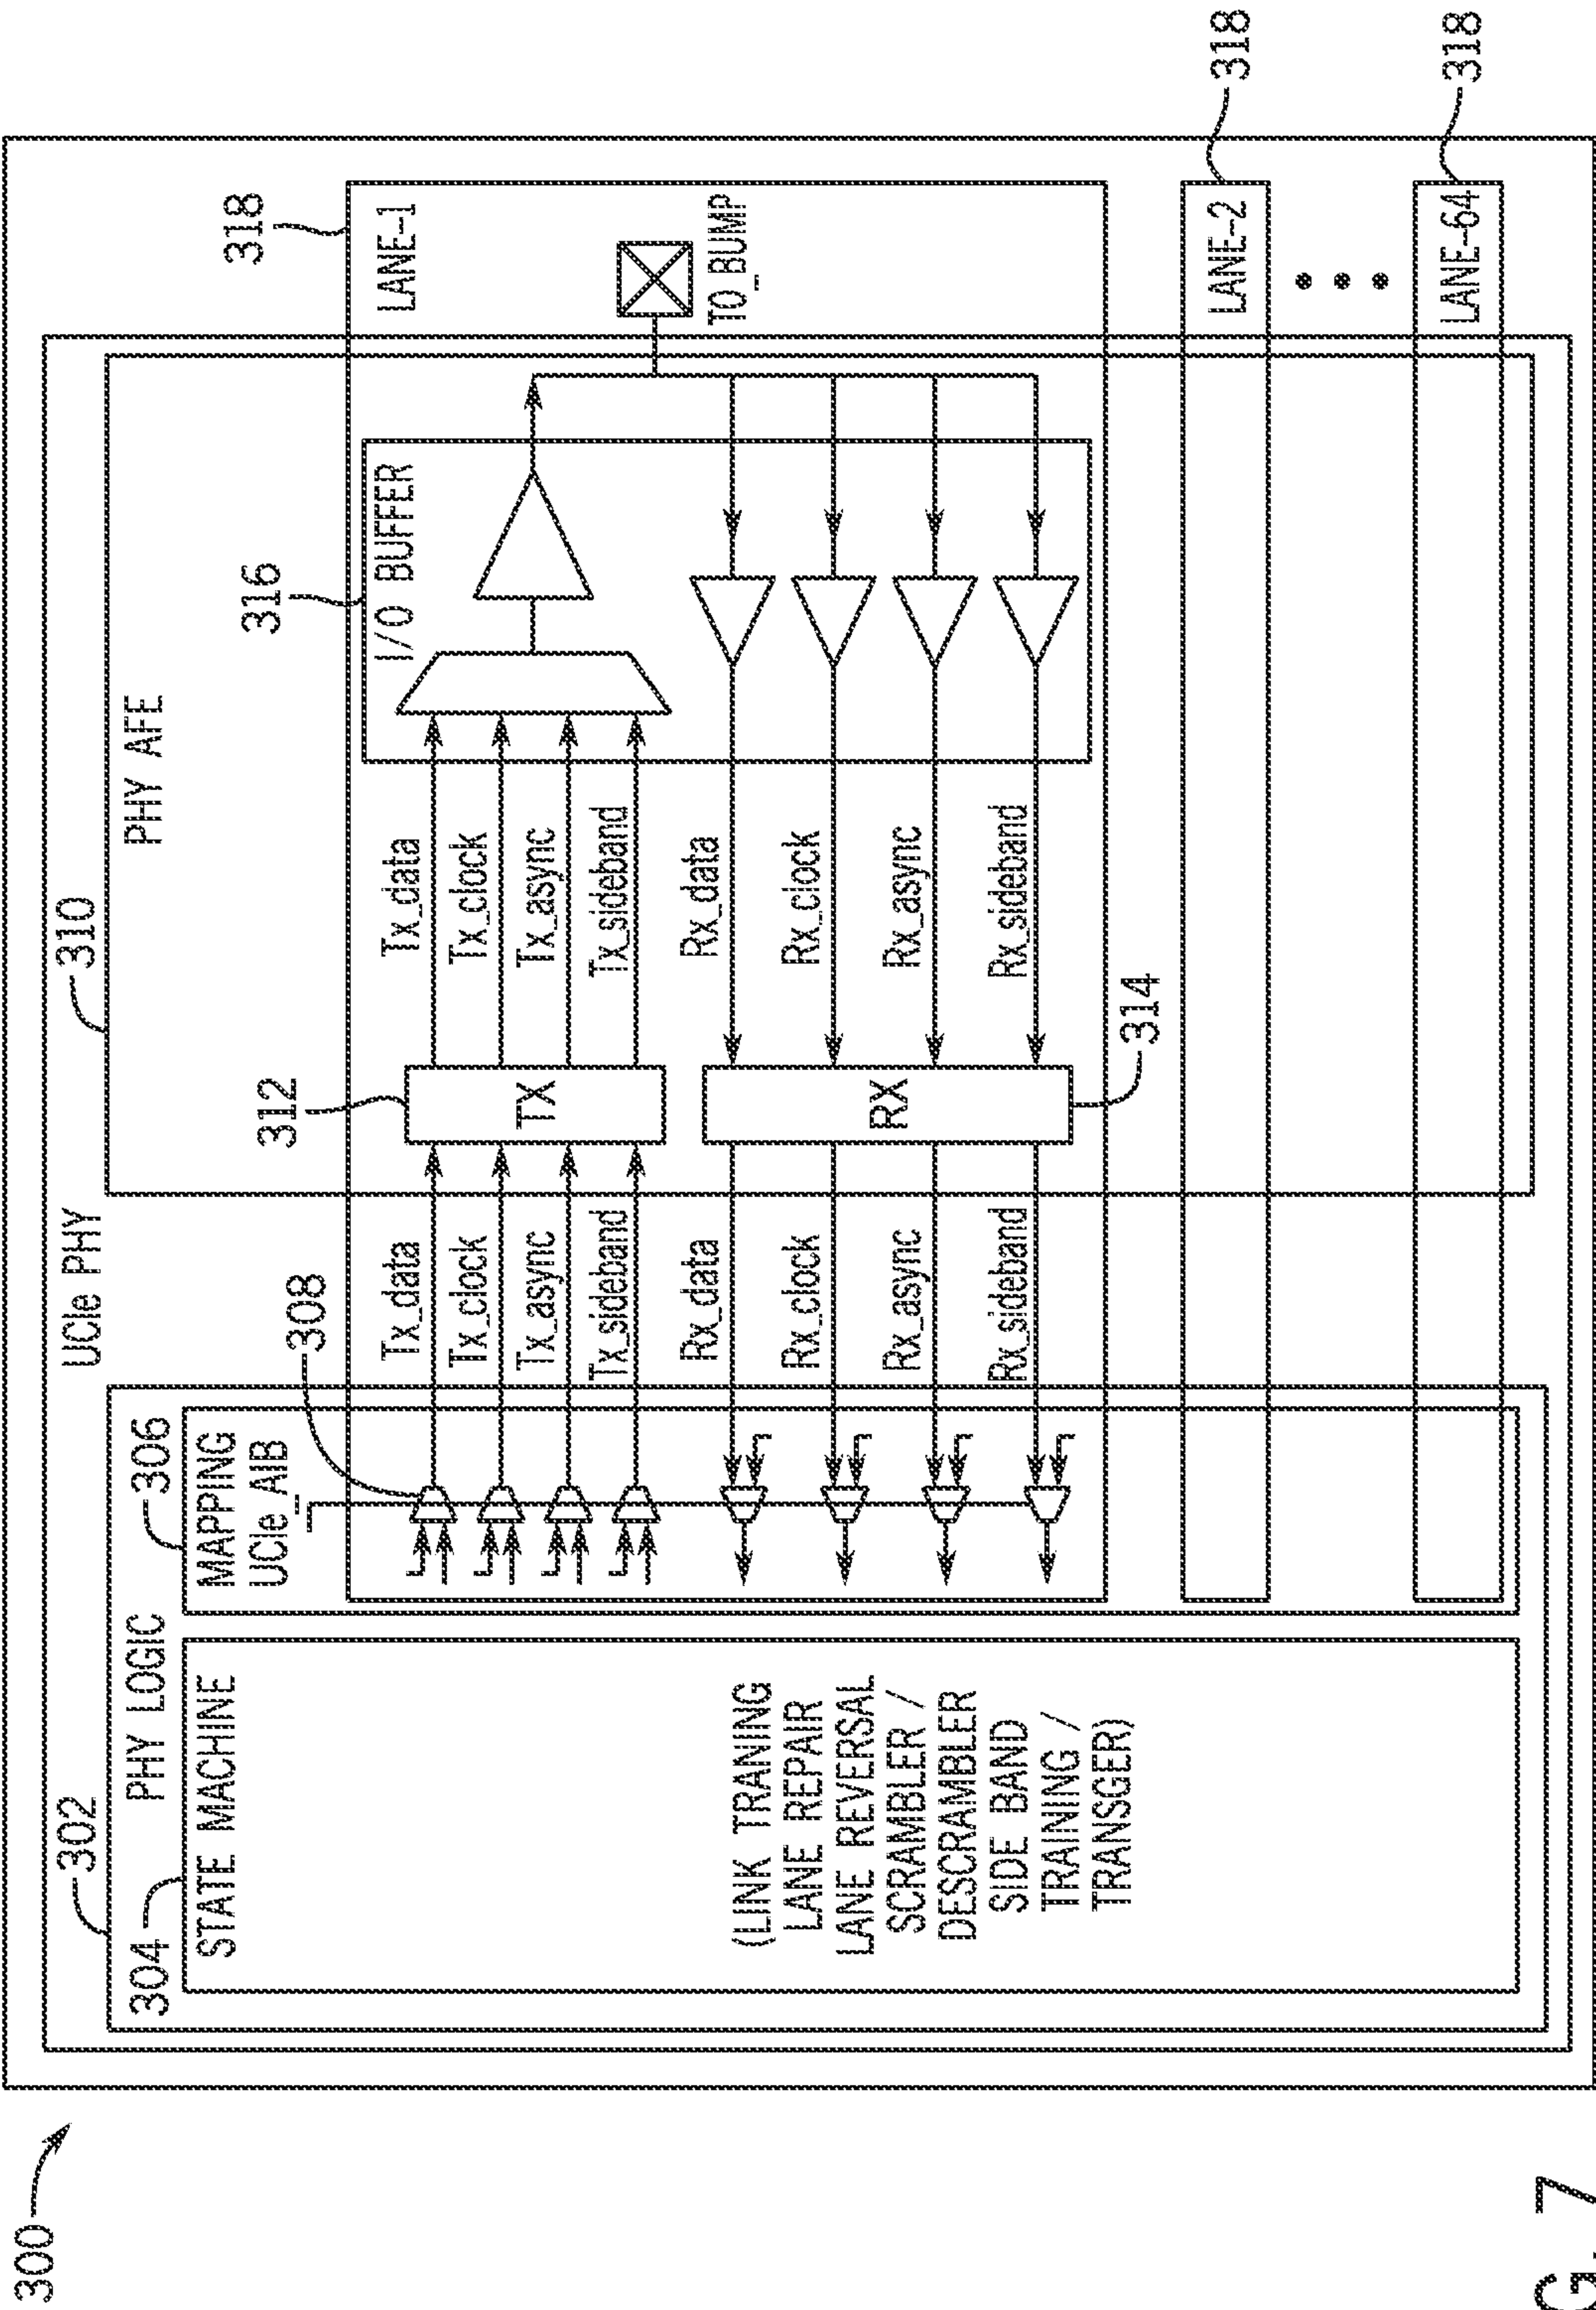 300
UCIe PHY
302
PHY LOGIC
304
STATE MACHINE
(LINK TRANING
LANE REPAIR
LANE REVERSAL
SCRAMBLER /
DESCRAMBLER
SIDE BAND
TRAINING /
TRANSGER)
306
MAPPING
UCIe_AIB
308
Tx_data
Tx_clock
Tx_async
Tx_sideband
Rx_data
Rx_clock
Rx_async
Rx_sideband
310
PHY AFE
312
TX
RX
314
Tx_data
Tx_clock
Tx_async
Tx_sideband
Rx_data
Rx_clock
Rx_async
Rx_sideband
316
I/O BUFFER
318
LANE-1
TO_BUMP
LANE-2
318
LANE-64
318
G. 7